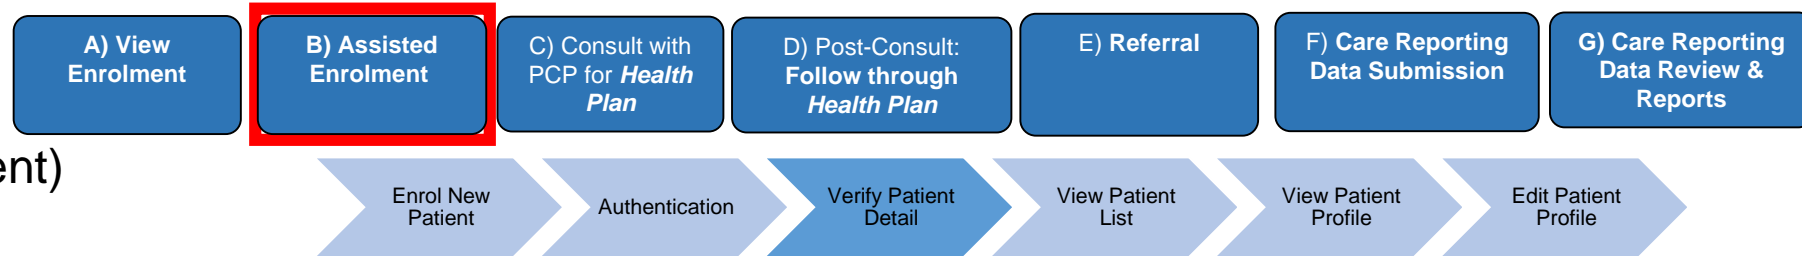 A) View
Enrolment
B) Assisted
Enrolment
C) Consult with
PCP for Health
Plan
D) Post-Consult:
Follow through
Health Plan
E) Referral
F) Care Reporting
Data Submission
G) Care Reporting
Data Review &
Reports
ent)
Enrol New
Patient
Authentication
Verify Patient
Detail
View Patient
List
View Patient
Profile
Edit Patient
Profile